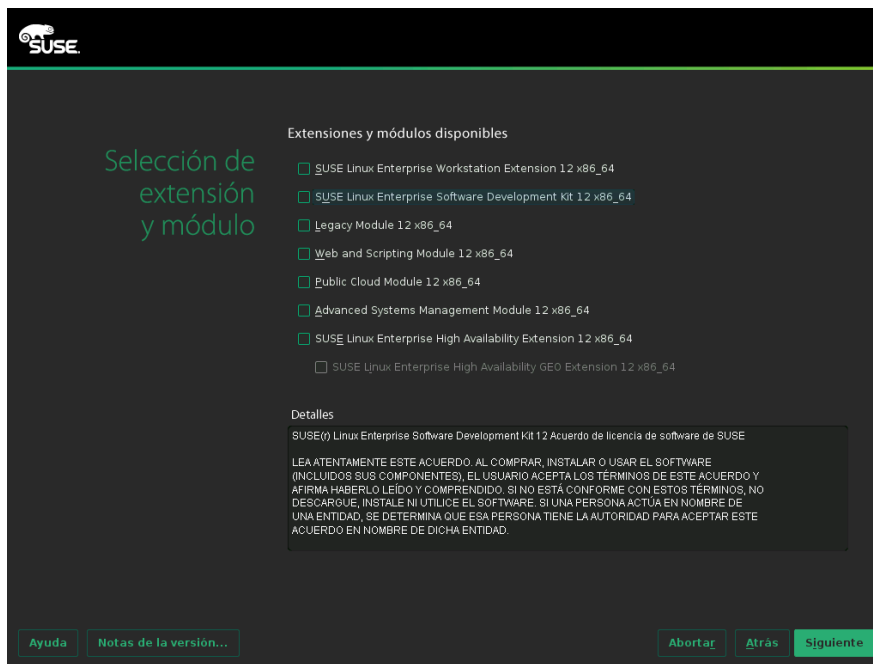 SUSE.
Selección de
extensión
y módulo
Extensiones y módulos disponibles
SUSE Linux Enterprise Workstation Extension 12 x86_64
SUSE Linux Enterprise Software Development Kit 12 x86_64
Legacy Module 12 x86_64
Web and Scripting Module 12 x86_64
Public Cloud Module 12 x86_64
Advanced Systems Management Module 12 x86_64
SUSE Linux Enterprise High Availability Extension 12 x86_64
SUSE Linux Enterprise High Availability GEO Extension 12 x86_64
Detalles
SUSE(r) Linux Enterprise Software Development Kit 12 Acuerdo de licencia de software de SUSE
LEA ATENTAMENTE ESTE ACUERDO. AL COMPRAR, INSTALAR O USAR EL SOFTWARE
(INCLUIDOS SUS COMPONENTES), EL USUARIO ACEPTA LOS TÉRMINOS DE ESTE ACUERDO Y
AFIRMA HABERLO LEÍDO Y COMPRENDIDO. SI NO ESTÁ CONFORME CON ESTOS TÉRMINOS, NO
DESCARGUE, INSTALE NI UTILICE EL SOFTWARE. SI UNA PERSONA ACTÚA EN NOMBRE DE
UNA ENTIDAD, SE DETERMINA QUE ESA PERSONA TIENE LA AUTORIDAD PARA ACEPTAR ESTE
ACUERDO EN NOMBRE DE DICHA ENTIDAD.
Ayuda Notas de la versión... Abortar Atrás Siguiente